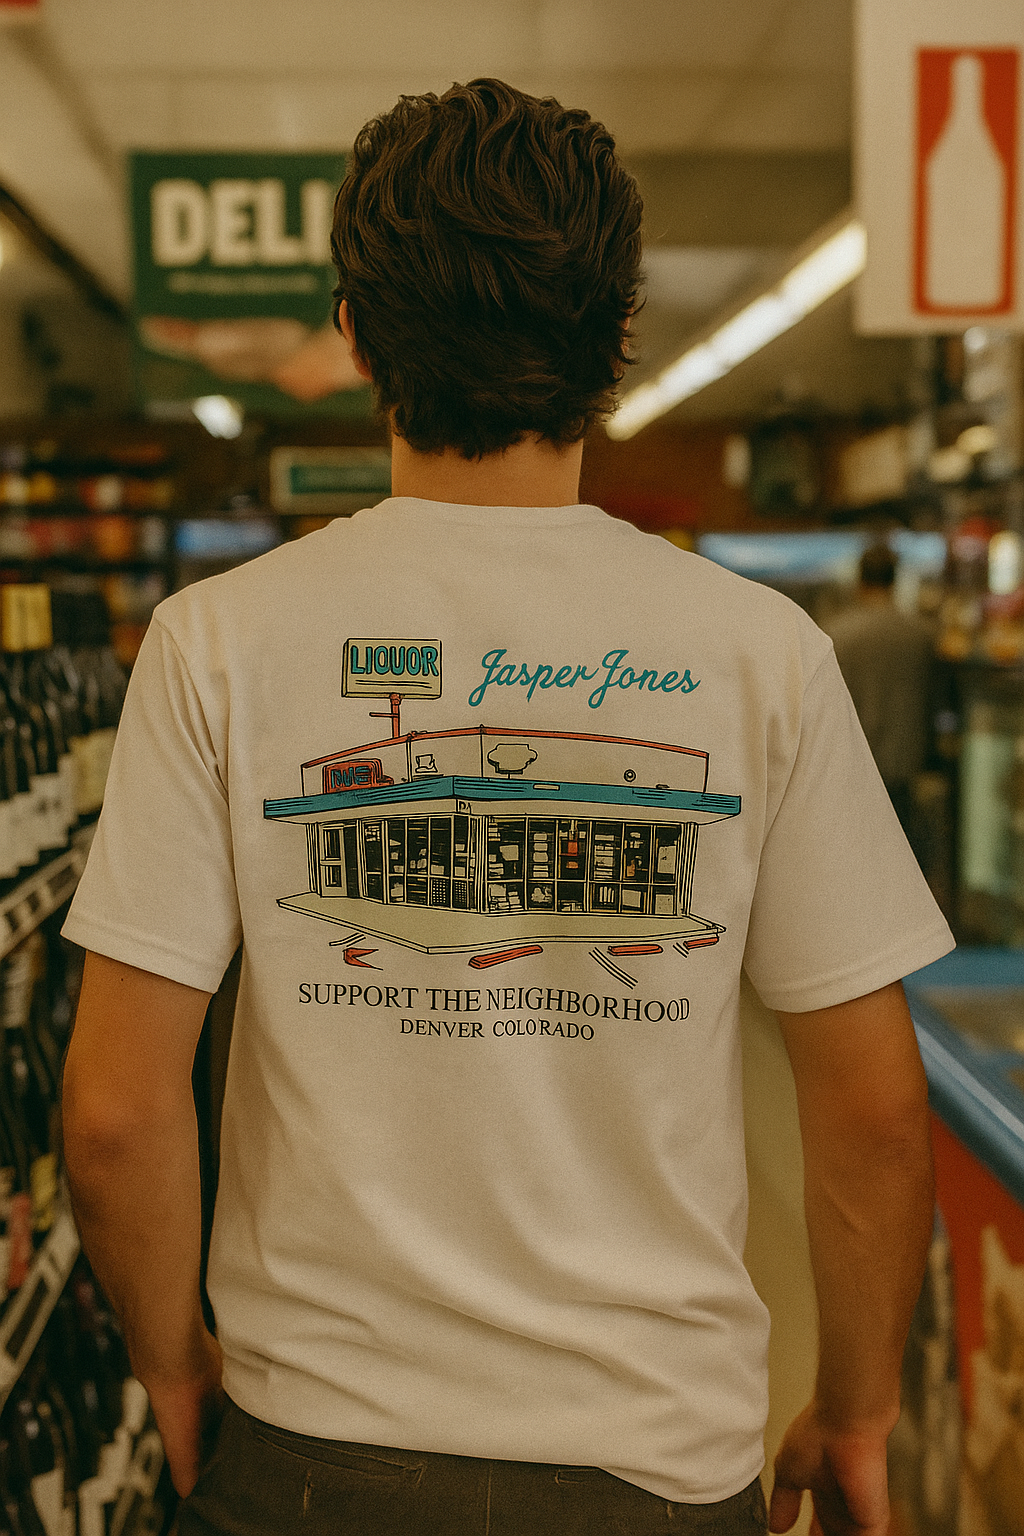 DELI
LIQUOR
Jasper Jones
SUPPORT THE NEIGHBORHOOD
DENVER COLORADO